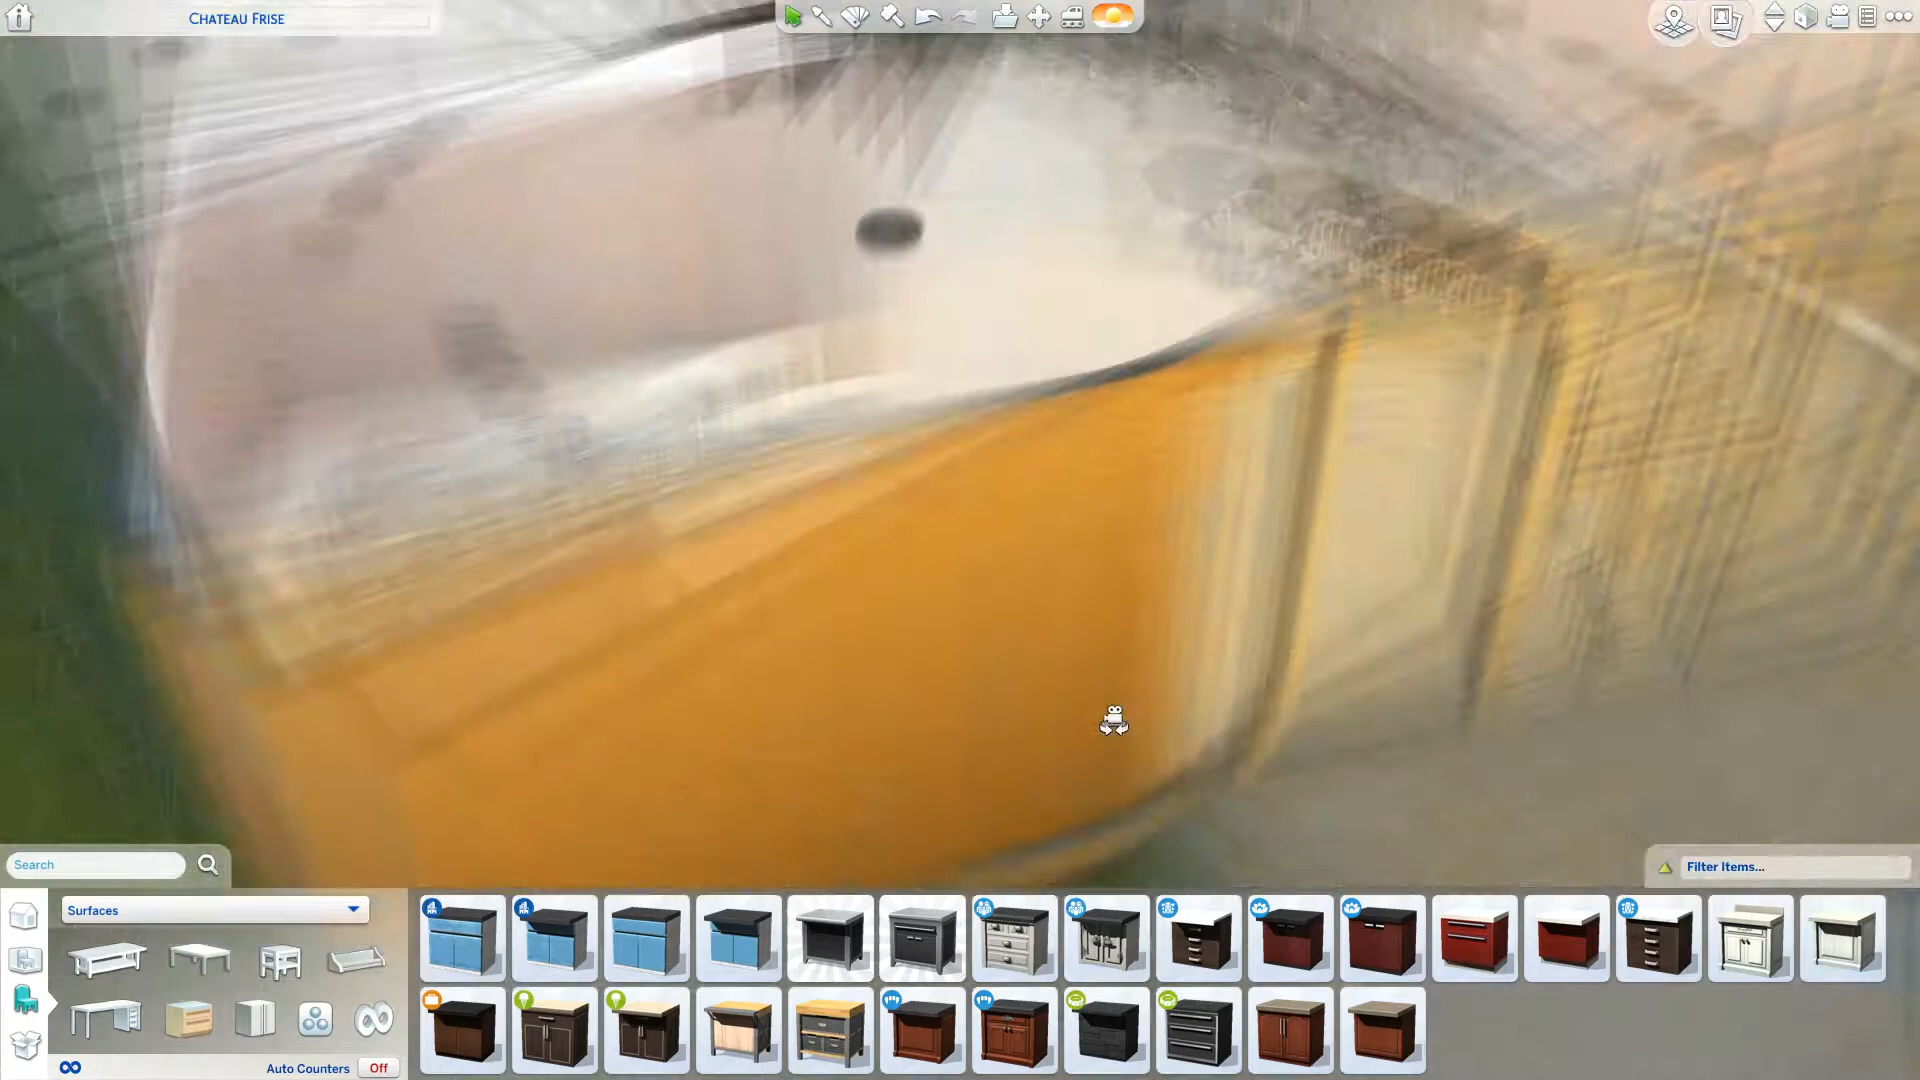 CHATEAU FRISE
Search
Filter Items...
Surfaces
Auto Counters Off